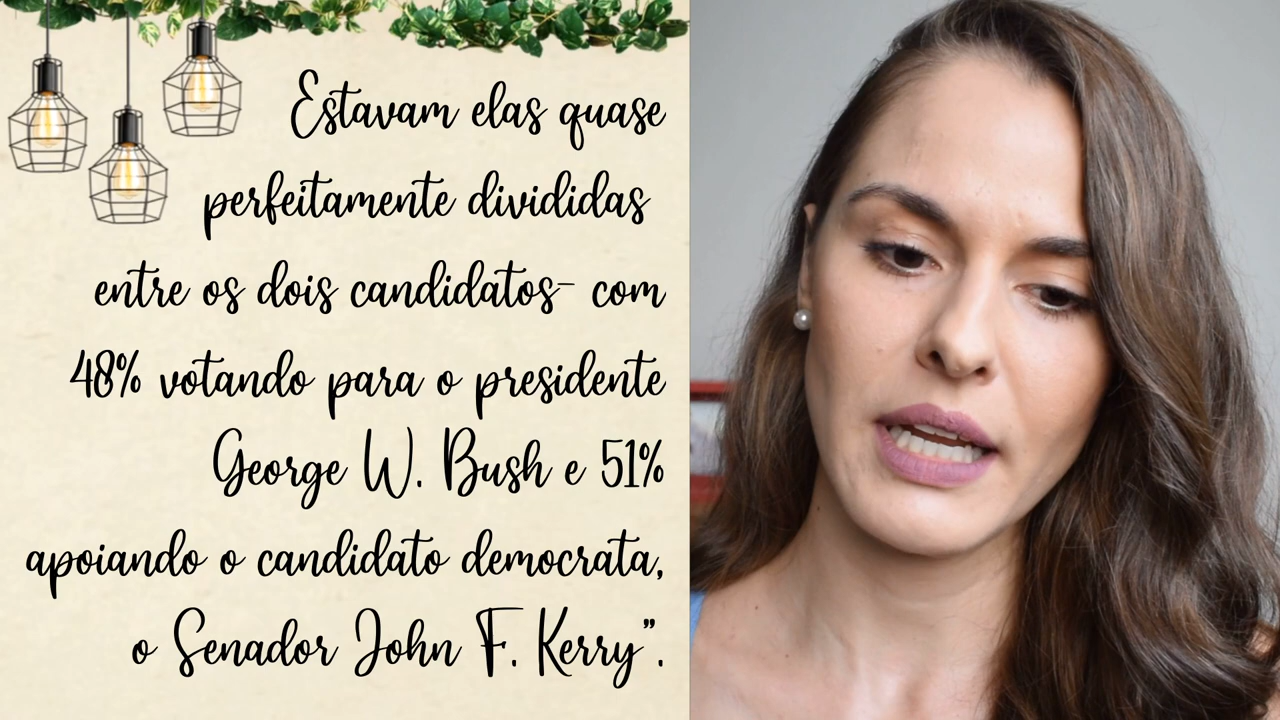 Estavam elas quase
perfeitamente divididas
entre os dois candidatos- com
48% votando para o presidente
George W. Bush e 51%
apoiando o candidato democrata,
o Senador John F. Kerry".